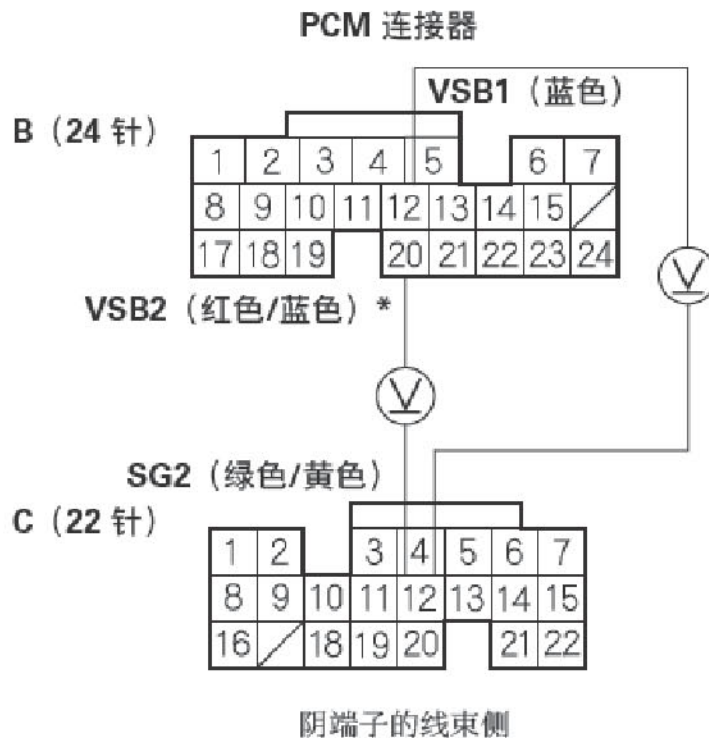 PCM 连接器
VSB1（蓝色）
B（24 针）
1 2 3 4 5 6 7
8 9 10 11 12 13 14 15
17 18 19 20 21 22 23 24
VSB2（红色/蓝色）*
V
V
SG2（绿色/黄色）
C（22 针）
1 2 3 4 5 6 7
8 9 10 11 12 13 14 15
16 18 19 20 21 22
阴端子的线束侧